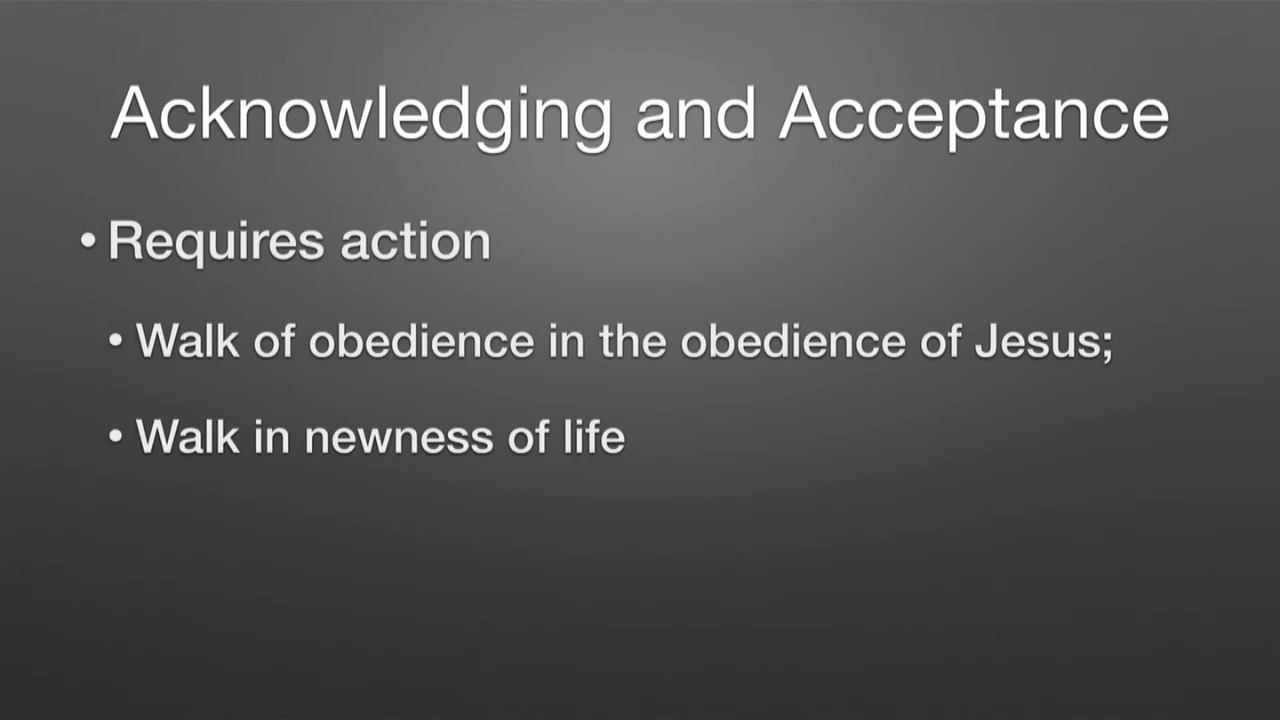 Acknowledging and Acceptance
• Requires action
• Walk of obedience in the obedience of Jesus;
• Walk in newness of life